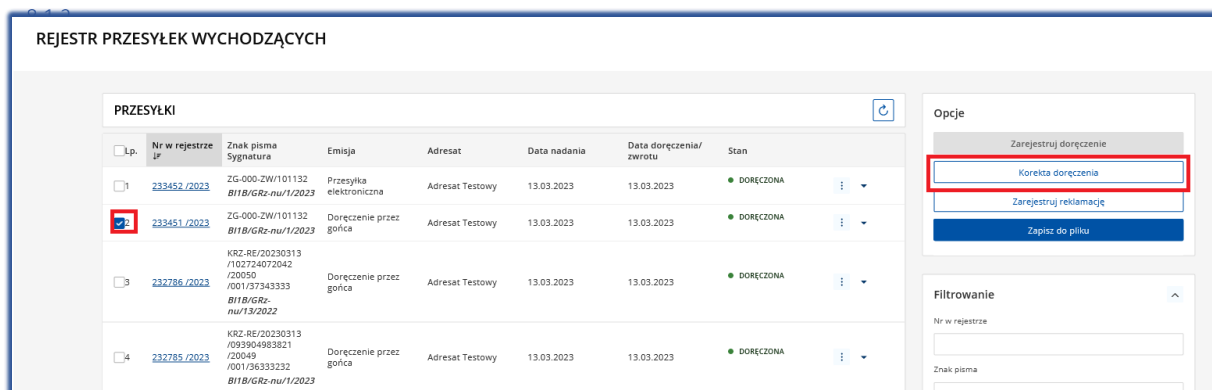 REJESTR PRZESYŁEK WYCHODZĄCYCH
PRZESYŁKI
Lp.
Nr w rejestrze
Znak pisma
Sygnatura
Emisja
Adresat
Data nadania
Data doręczenia/
zwrotu
Stan
1
233452 /2023
ZG-000-ZW/101132
BI1B/GRz-nu/1/2023
Przesyłka
elektroniczna
Adresat Testowy
13.03.2023
13.03.2023
DORĘCZONA
2
233451 /2023
ZG-000-ZW/101132
BI1B/GRz-nu/1/2023
Doręczenie przez
gońca
Adresat Testowy
13.03.2023
13.03.2023
DORĘCZONA
3
232786 /2023
KRZ-RE/20230313
/102724072042
/20050
/001/37343333
BI1B/GRz-
nu/13/2022
Doręczenie przez
gońca
Adresat Testowy
13.03.2023
13.03.2023
DORĘCZONA
4
232785 /2023
KRZ-RE/20230313
/093904983821
/20049
/001/36333232
BI1B/GRz-nu/1/2023
Doręczenie przez
gońca
Adresat Testowy
13.03.2023
13.03.2023
DORĘCZONA
Opcje
Zarejestruj doręczenie
Korekta doręczenia
Zarejestruj reklamację
Zapisz do pliku
Filtrowanie
Nr w rejestrze
Znak pisma